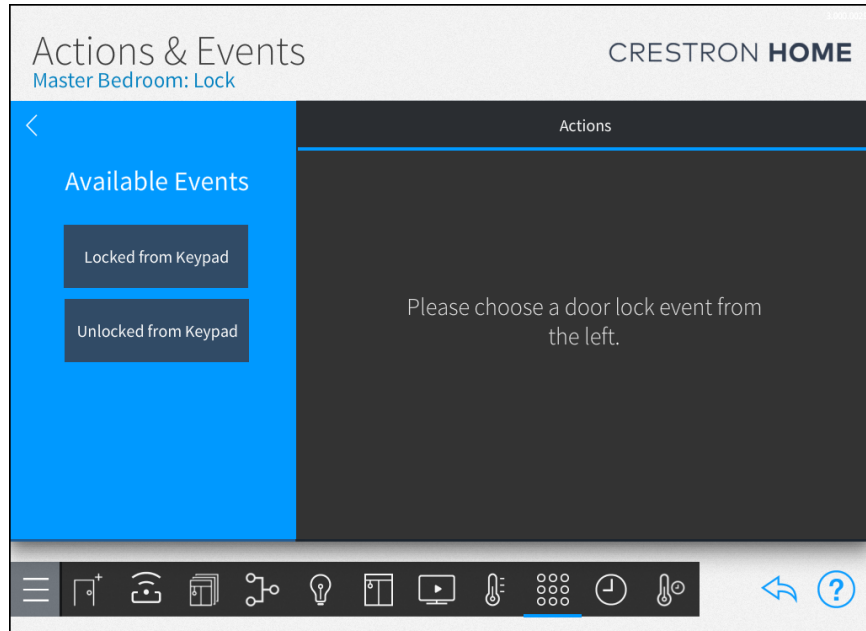 Actions & Events
CRESTRON HOME
Master Bedroom: Lock
Actions
Available Events
Locked from Keypad
Unlocked from Keypad
Please choose a door lock event from
the left.
?